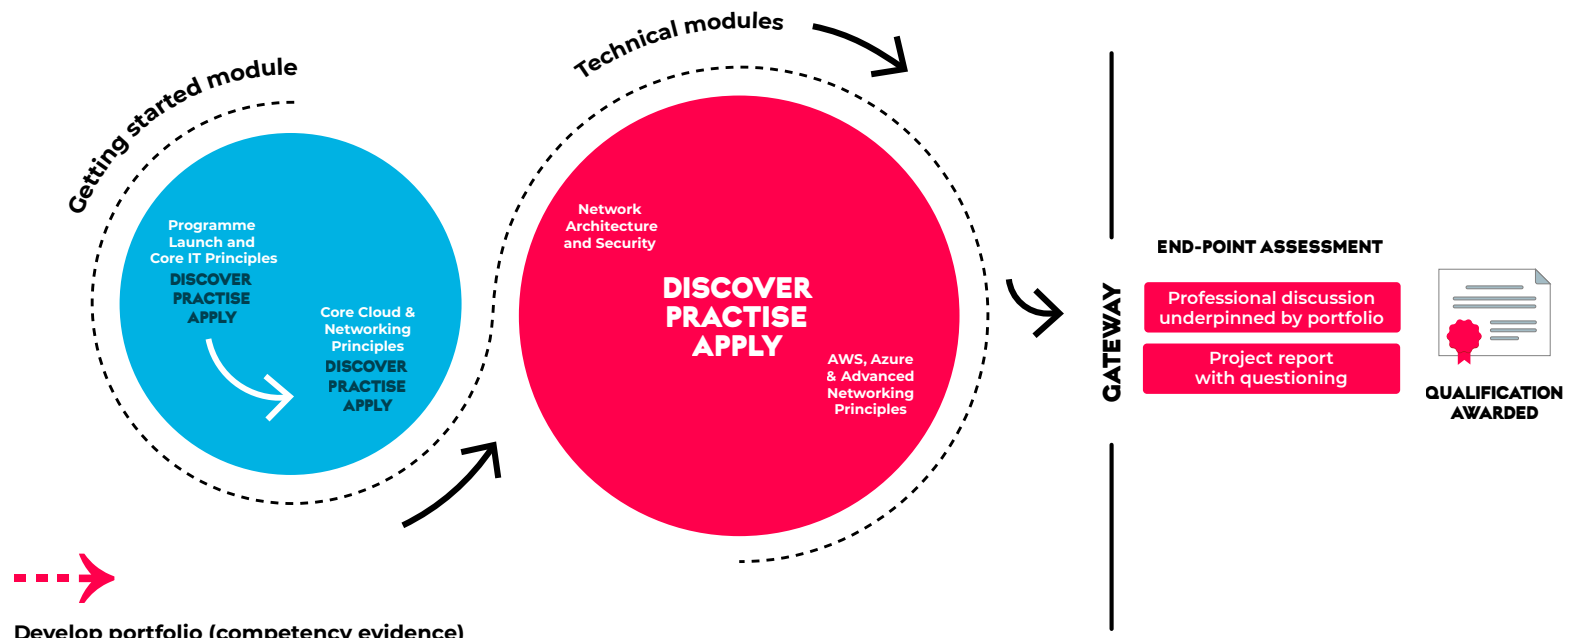 Getting started module
Programme
Launch and
Core IT Principles
DISCOVER
PRACTISE
APPLY
Core Cloud &
Networking
Principles
DISCOVER
PRACTISE
APPLY
Technical modules
Network
Architecture
and Security
DISCOVER
PRACTISE
APPLY
AWS, Azure
& Advanced
Networking
Principles
GATEWAY
END-POINT ASSESSMENT
Professional discussion
underpinned by portfolio
Project report
with questioning
QUALIFICATION
AWARDED
Develop portfolio (competency evidence)